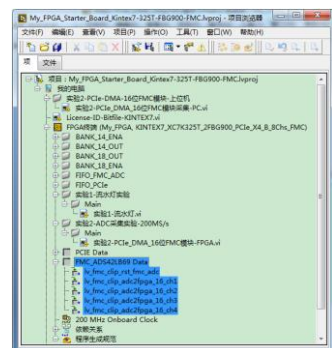 My_FPGA_Starter_Board_Kintex7-325T-FBG900-FMC.lvproj - 项目浏览器
文件(F) 编辑(E) 查看(V) 项目(P) 操作(O) 工具(T) 窗口(W) 帮助(H)
项 文件
项目：My_FPGA_Starter_Board_Kintex7-325T-FBG900-FMC.lvproj
我的电脑
实验2-PCIe-DMA-16位FMC模块-上位机
实验2-PCIe_DMA_16位FMC模块采集-PC.vi
License-ID-Bitfile-KINTEX7.vi
FPGA终端 (My_FPGA, KINTEX7_XC7K325T_2FBG900_PCIe_X4_8_8Chs_FMC)
BANK_14_ENA
BANK_14_OUT
BANK_18_OUT
BANK_18_ENA
FIFO_FMC_ADC
FIFO_PCIe
实验1-流水灯实验
Main
实验1-流水灯.vi
实验2-ADC采集实验-200MS/s
Main
实验2-PCIe_DMA_16位FMC模块-FPGA.vi
PCIE Data
FMC_ADS42LB69 Data
lv_fmc_clip_rst_fmc_adc
lv_fmc_clip_adc2fpga_16_ch1
lv_fmc_clip_adc2fpga_16_ch2
lv_fmc_clip_adc2fpga_16_ch3
lv_fmc_clip_adc2fpga_16_ch4
200 MHz Onboard Clock
依赖关系
程序生成规范